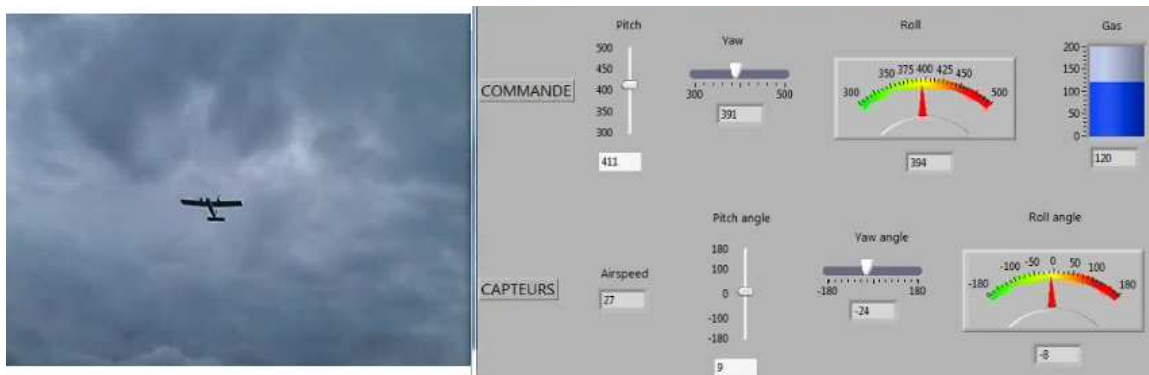 Pitch
500
450
400
350
300
411
COMMANDE
Yaw
300 500
391
Roll
300 350 375 400 425 450 500
394
Gas
200
150
100
50
0
120
CAPTEURS
Airspeed
27
Pitch angle
180
100
0
-100
-180
9
Yaw angle
-180 180
-24
Roll angle
-180 -100 -50 0 50 100 180
-8